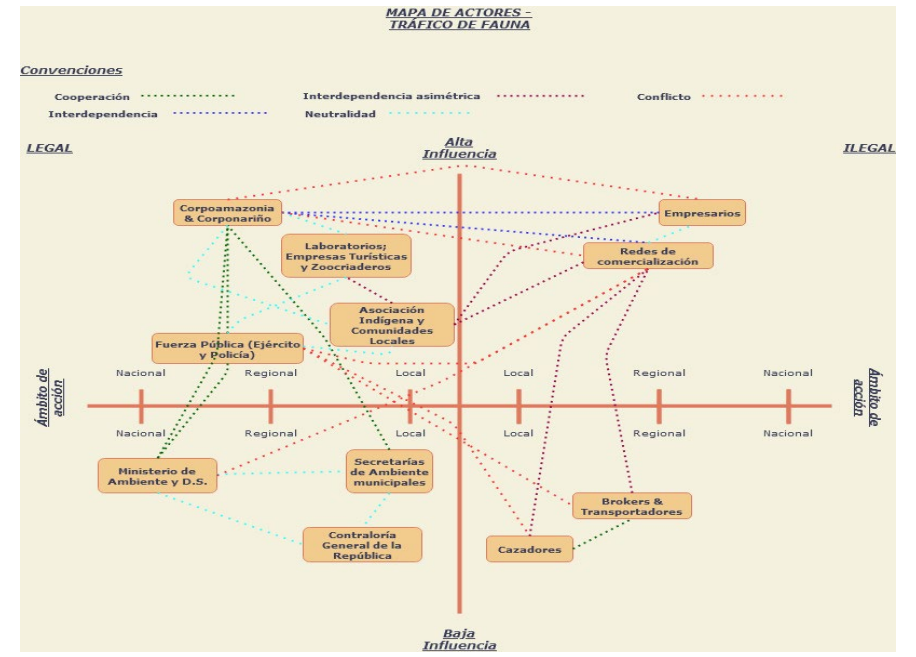 MAPA DE ACTORES -
TRÁFICO DE FAUNA
Convenciones
Cooperación
Interdependencia asimétrica
Conflicto
Interdependencia
Neutralidad
LEGAL
Alta
Influencia
ILEGAL
Corpoamazonia
& Corponariño
Empresarios
Laboratorios;
Empresas Turísticas
y Zoocriaderos
Redes de
comercialización
Asociación
Indígena y
Comunidades
Locales
Fuerza Pública (Ejército
y Policía)
Nacional
Regional
Local
Local
Regional
Nacional
Ámbito de
acción
Ámbito de
acción
Nacional
Regional
Local
Local
Regional
Nacional
Ministerio de
Ambiente y D.S.
Secretarías
de Ambiente
municipales
Brokers &
Transportadores
Contraloría
General de la
República
Cazadores
Baja
Influencia